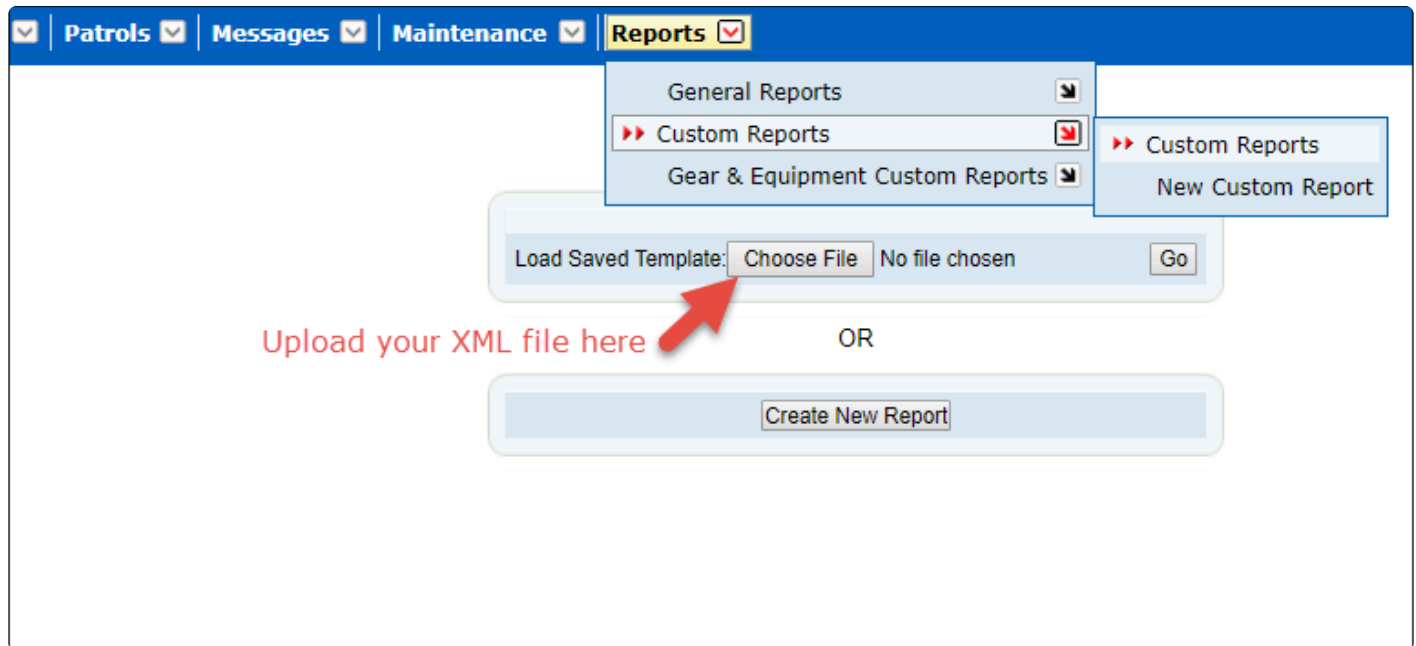 Patrols Messages Maintenance Reports
General Reports
Custom Reports
Custom Reports
Gear & Equipment Custom Reports
New Custom Report
Load Saved Template: Choose File No file chosen Go
Upload your XML file here
OR
Create New Report